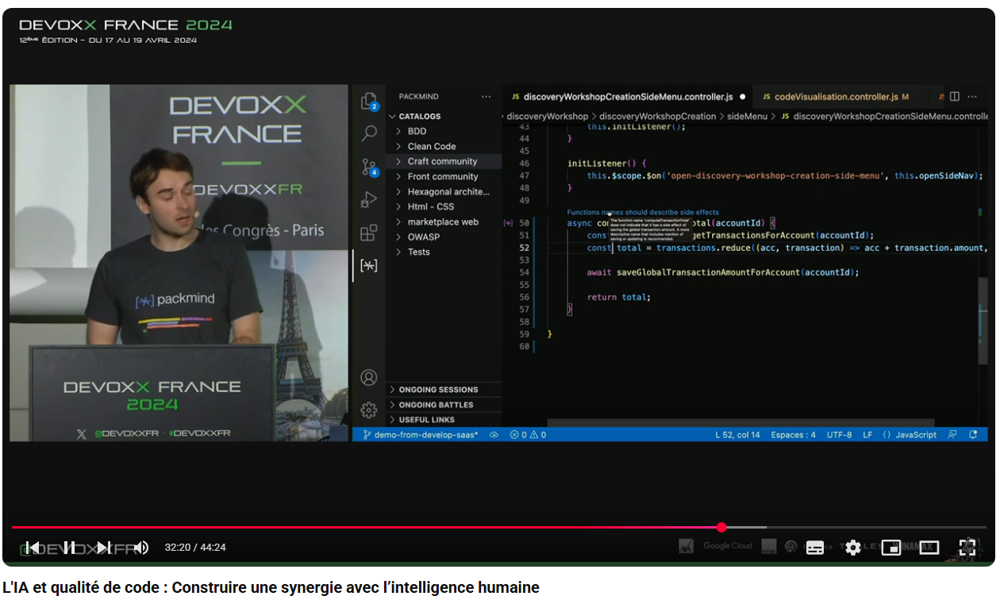 DEVOXX FRANCE 2024
12ème ÉDITION - DU 17 AU 19 AVRIL 2024
DEVOXX
FRANCE
DEVOXXFR
des Congrès - Paris
[*] packmind
DEVOXX FRANCE
2024
@DEVOXXFR - #DEVOXXFR
2
4
[*]
PACKMIND ...
CATALOGS
BDD
Clean Code
Craft community
Front community
Hexagonal archite...
Html - CSS
marketplace web
OWASP
Tests
ONGOING SESSIONS
ONGOING BATTLES
USEFUL LINKS
JS discoveryWorkshopCreationSideMenu.controller.js ● JS codeVisualisation.controller.js M ...
discoveryWorkshop > discoveryWorkshopCreation > sideMenu > JS discoveryWorkshopCreationSideMenu.controlle
43 this.initListener();
44 }
45
46 initListener() {
47 this.$scope.$on('open-discovery-workshop-creation-side-menu', this.openSideNav);
48 }
49
Functions names should describe side effects
The function name 'computeTransactionTotal'
does not indicate that it has a side effect of
saving the global transaction amount. A more
descriptive name that includes mention of
saving or updating is recommended.
50 async co otal(accountId) {
51 cons getTransactionsForAccount(accountId);
52 const total = transactions.reduce((acc, transaction) => acc + transaction.amount,
53
54 await saveGlobalTransactionAmountForAccount(accountId);
55
56 return total;
57 }
58
59 }
60
demo-from-develop-saas* 0 0 L 52, col 14 Espaces : 4 UTF-8 LF {} JavaScript
@DEVOXXFR 32:20 / 44:24 Google Cloud
L'IA et qualité de code : Construire une synergie avec l’intelligence humaine